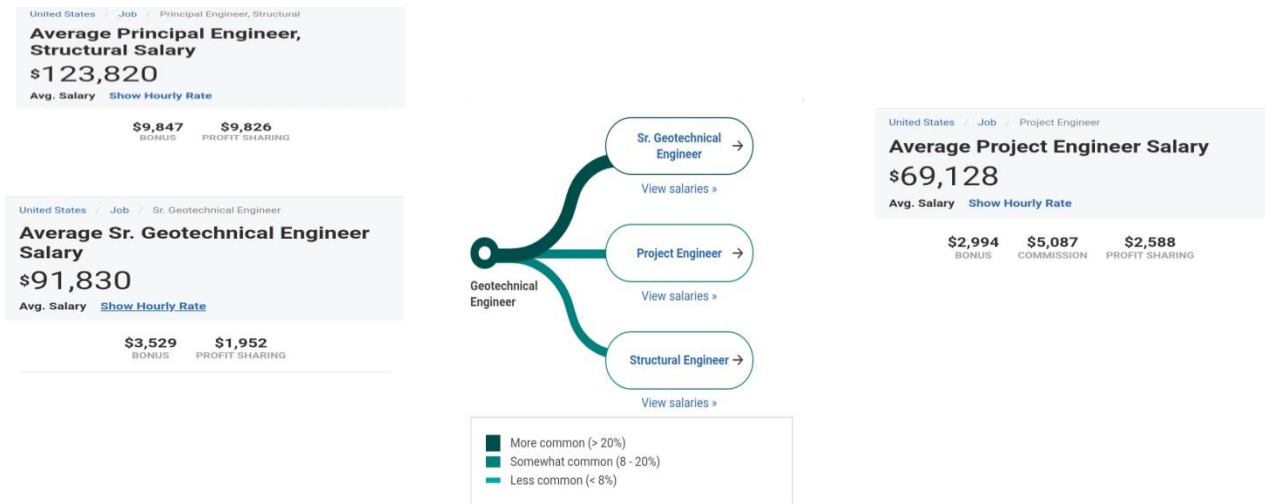 United States / Job / Principal Engineer, Structural
Average Principal Engineer,
Structural Salary
$123,820
Avg. Salary Show Hourly Rate
$9,847 $9,826
BONUS PROFIT SHARING
United States / Job / Sr. Geotechnical Engineer
Average Sr. Geotechnical Engineer
Salary
$91,830
Avg. Salary Show Hourly Rate
$3,529 $1,952
BONUS PROFIT SHARING
Geotechnical
Engineer
Sr. Geotechnical
Engineer →
View salaries »
Project Engineer →
View salaries »
Structural Engineer →
View salaries »
More common (> 20%)
Somewhat common (8 - 20%)
Less common (< 8%)
United States / Job / Project Engineer
Average Project Engineer Salary
$69,128
Avg. Salary Show Hourly Rate
$2,994 $5,087 $2,588
BONUS COMMISSION PROFIT SHARING